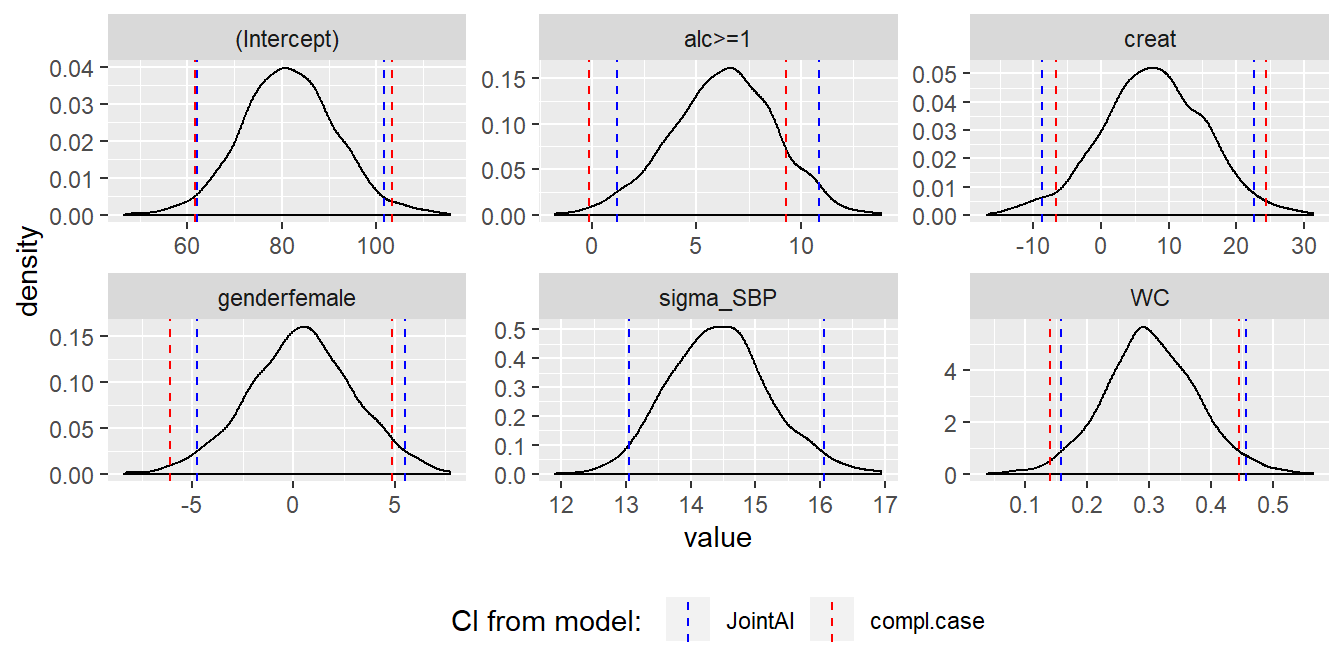 (Intercept) alc>=1 creat
0.04
0.03
0.02
0.01
0.00
60 80 100
0.15
0.10
0.05
0.00
0 5 10
0.05
0.04
0.03
0.02
0.01
0.00
-10 0 10 20 30
density
genderfemale sigma_SBP WC
0.15
0.10
0.05
0.00
-5 0 5
0.5
0.4
0.3
0.2
0.1
0.0
12 13 14 15 16 17
4
2
0
0.1 0.2 0.3 0.4 0.5
value
CI from model: JointAI compl.case